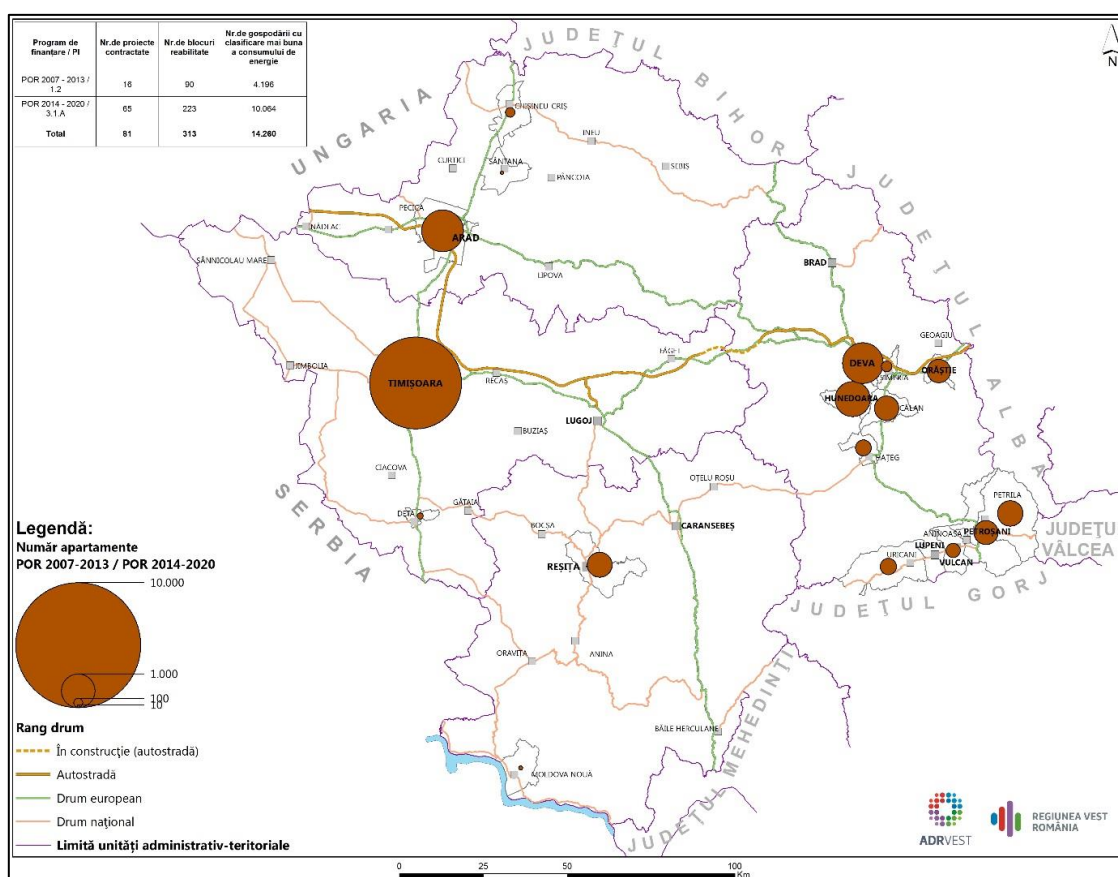 Program de finanțare / PI
Nr.de proiecte contractate
Nr.de blocuri reabilitate
Nr.de gospodării cu clasificare mai buna a consumului de energie
POR 2007 - 2013 / 1.2
16
90
4.196
POR 2014 - 2020 / 3.1.A
65
223
10.064
Total
81
313
14.260
N
JUDEŢUL BIHOR
UNGARIA
JUDEŢUL ALBA
SERBIA
JUDEŢU VÂLCEA
JUDEŢUL GORJ
JUDEŢUL MEHEDINŢI
CHIȘINEU CRIȘ
INEU
CURTICI
SÂNTANA
SEBIȘ
PÂNCOTA
PECICA
NĂDLAC
ARAD
SÂNNICOLAU MARE
LIPOVA
BRAD
GEOAGIU
JIMBOLIA
TIMIȘOARA
RECAȘ
FĂGET
DEVA
SIMERIA
ORĂȘTIE
HUNEDOARA
CĂLAN
LUGOJ
BUZIAȘ
HAȚEG
CIACOVA
OȚELU ROȘU
DETA
GĂTAIA
BOCȘA
CARANSEBEȘ
PETRILA
ANINOASA
PETROȘANI
LUPENI
VULCAN
URICANI
REȘIȚA
ORAVIȚA
ANINA
BĂILE HERCULANE
MOLDOVA NOUĂ
Legendă:
Număr apartamente
POR 2007-2013 / POR 2014-2020
10.000
1.000
100
10
Rang drum
În construcție (autostradă)
Autostradă
Drum european
Drum național
Limită unități administrativ-teritoriale
0 25 50 100
Km
ADRVEST
REGIUNEA VEST
ROMÂNIA